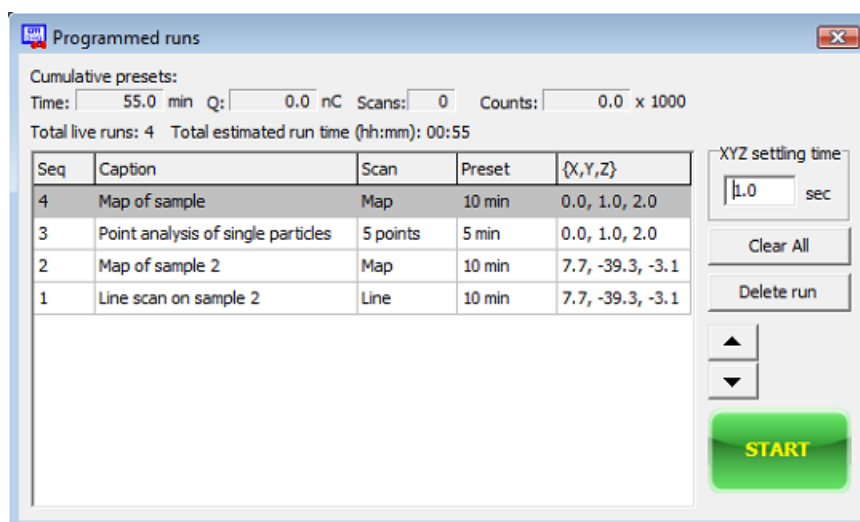 Programmed runs
Cumulative presets:
Time: 55.0 min Q: 0.0 nC Scans: 0 Counts: 0.0 x 1000
Total live runs: 4 Total estimated run time (hh:mm): 00:55
XYZ settling time
1.0 sec
Seq Caption Scan Preset {X,Y,Z}
4 Map of sample Map 10 min 0.0, 1.0, 2.0
3 Point analysis of single particles 5 points 5 min 0.0, 1.0, 2.0
2 Map of sample 2 Map 10 min 7.7, -39.3, -3.1
1 Line scan on sample 2 Line 10 min 7.7, -39.3, -3.1
Clear All
Delete run
START